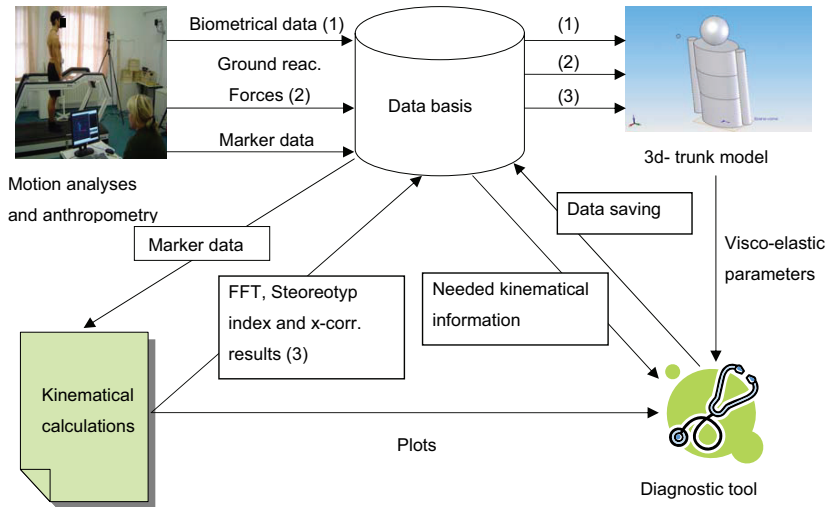 Biometrical data (1)
Ground reac.
Forces (2)
Marker data
Data basis
(1)
(2)
(3)
3d- trunk model
Motion analyses
and anthropometry
Marker data
Data saving
Visco-elastic
parameters
FFT, Steoreotyp
index and x-corr.
results (3)
Needed kinematical
information
Kinematical
calculations
Plots
Diagnostic tool